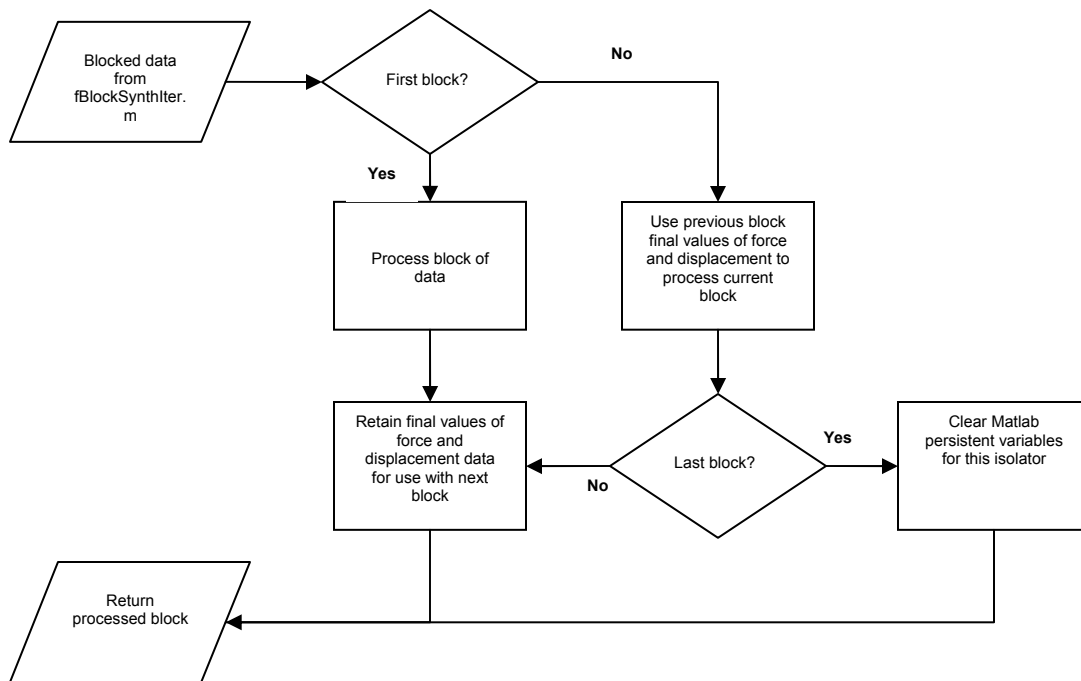 Blocked data
from
fBlockSynthIter.
m
First block?
No
Yes
Process block of
data
Use previous block
final values of force
and displacement to
process current
block
Retain final values of
force and
displacement data
for use with next
block
No
Last block?
Yes
Clear Matlab
persistent variables
for this isolator
Return
processed block